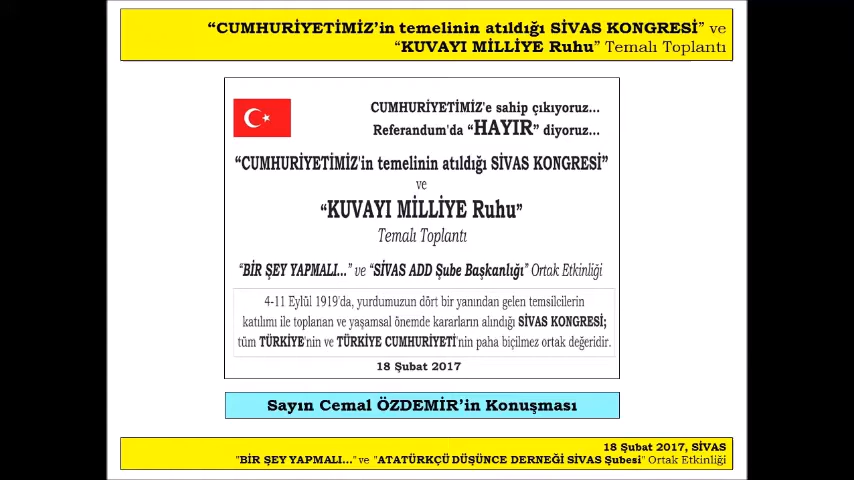 “CUMHURİYETİMİZ’in temelinin atıldığı SİVAS KONGRESİ” ve
“KUVAYI MİLLİYE Ruhu” Temalı Toplantı
CUMHURİYETİMİZ'e sahip çıkıyoruz...
Referandum'da “HAYIR” diyoruz...
“CUMHURİYETİMİZ'in temelinin atıldığı SİVAS KONGRESİ”
ve
“KUVAYI MİLLİYE Ruhu”
Temalı Toplantı
“BİR ŞEY YAPMALI...” ve “SİVAS ADD Şube Başkanlığı” Ortak Etkinliği
4-11 Eylül 1919'da, yurdumuzun dört bir yanından gelen temsilcilerin
katılımı ile toplanan ve yaşamsal önemde kararların alındığı SİVAS KONGRESİ;
tüm TÜRKİYE'nin ve TÜRKİYE CUMHURİYETİ'nin paha biçilmez ortak değeridir.
18 Şubat 2017
Sayın Cemal ÖZDEMİR’in Konuşması
18 Şubat 2017, SİVAS
"BİR ŞEY YAPMALI..." ve "ATATÜRKÇÜ DÜŞÜNCE DERNEĞİ SİVAS Şubesi" Ortak Etkinliği